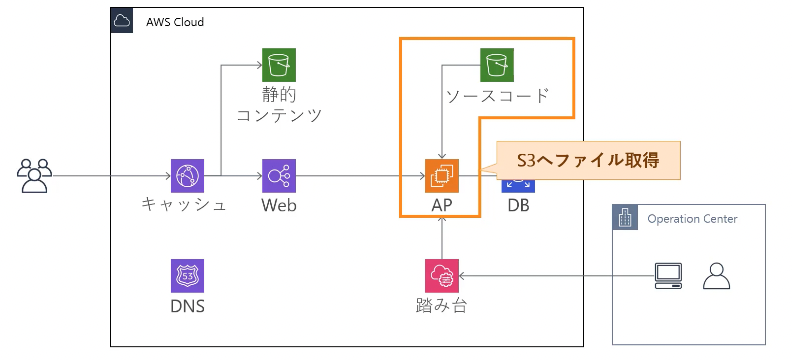 AWS Cloud
静的
コンテンツ
ソースコード
S3へファイル取得
キャッシュ
Web
AP
DB
Operation Center
53
DNS
踏み台